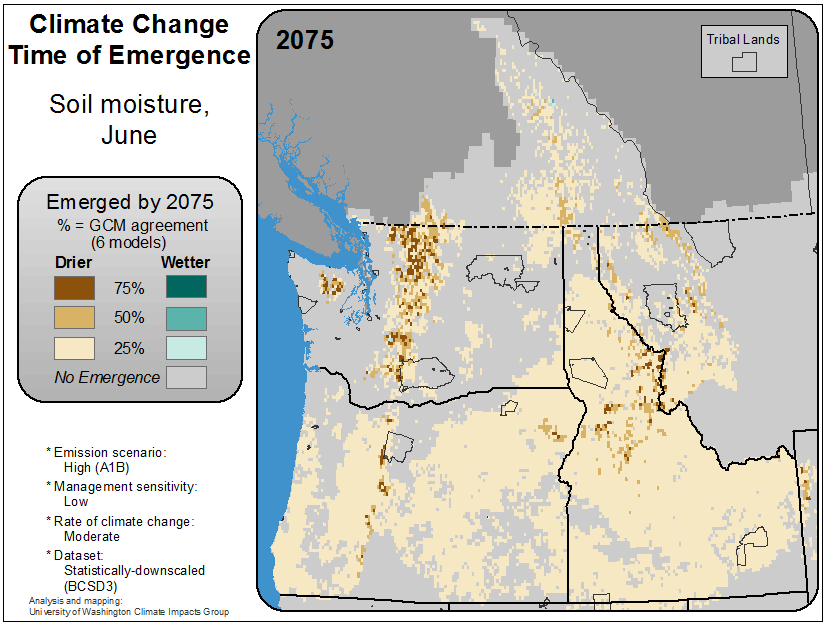 Climate Change
Time of Emergence
Soil moisture,
June
Emerged by 2075
% = GCM agreement
(6 models)
Drier Wetter
75%
50%
25%
No Emergence
* Emission scenario:
High (A1B)
* Management sensitivity:
Low
* Rate of climate change:
Moderate
* Dataset:
Statistically-downscaled
(BCSD3)
Analysis and mapping:
University of Washington Climate Impacts Group
2075
Tribal Lands